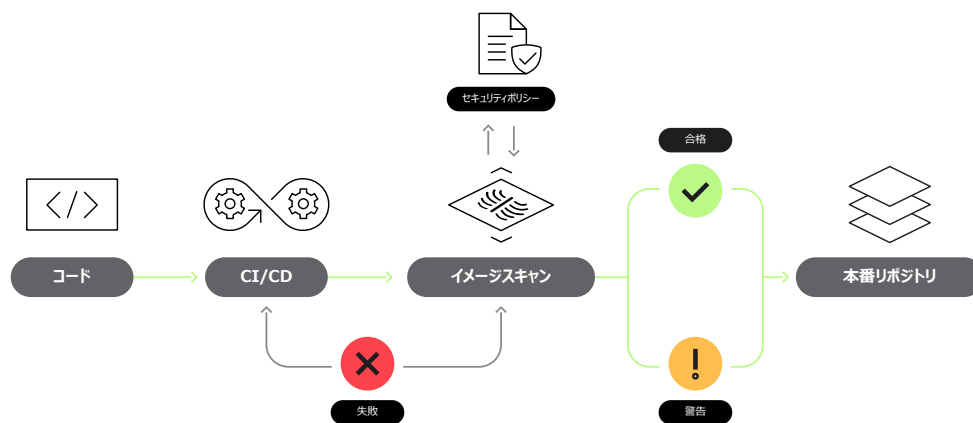 セキュリティポリシー
合格
コード
CI/CD
イメージスキャン
本番リポジトリ
失敗
警告